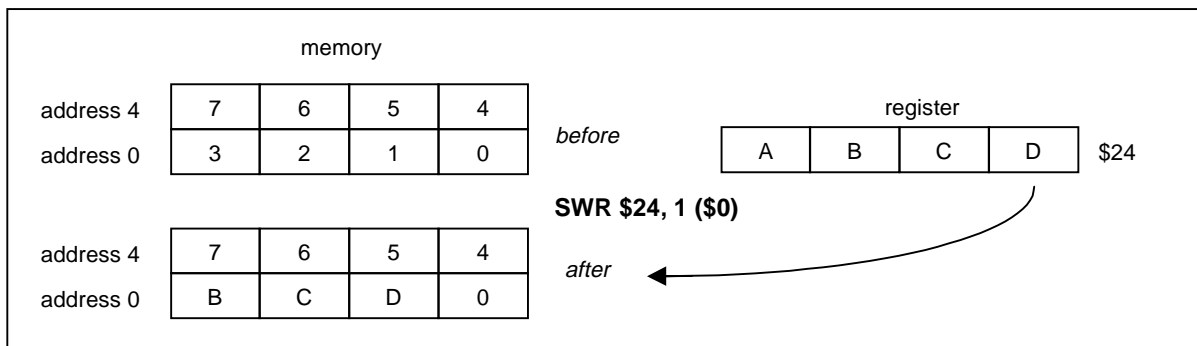 memory
address 4 7 6 5 4
address 0 3 2 1 0
before
register
A B C D $24
SWR $24, 1 ($0)
address 4 7 6 5 4
address 0 B C D 0
after